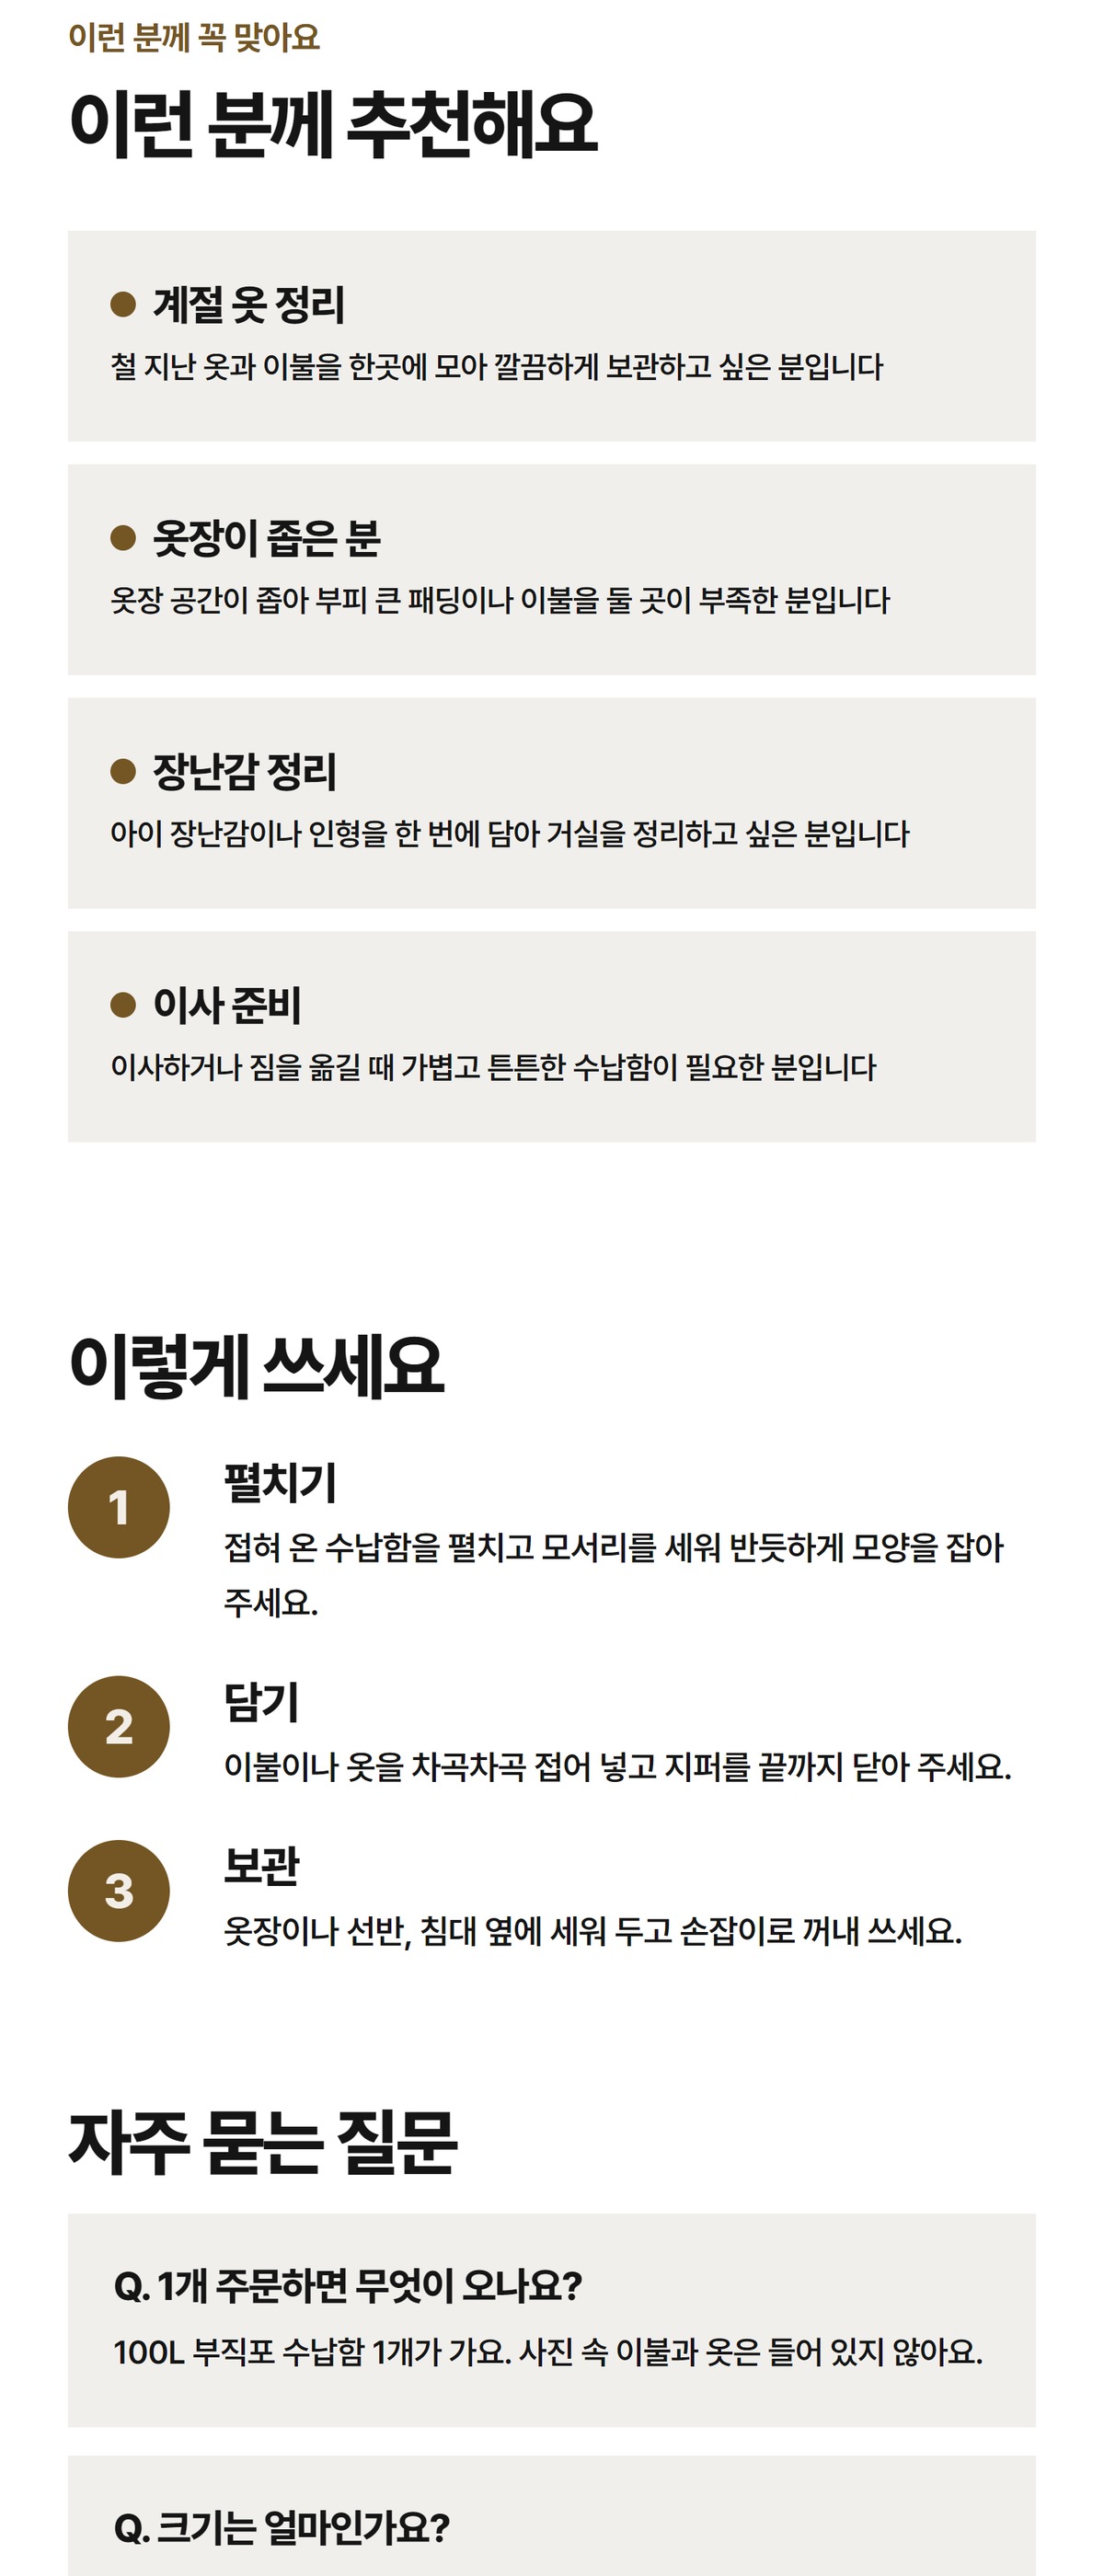 이런 분께 꼭 맞아요
이런 분께 추천해요
계절 옷 정리
철 지난 옷과 이불을 한곳에 모아 깔끔하게 보관하고 싶은 분입니다
옷장이 좁은 분
옷장 공간이 좁아 부피 큰 패딩이나 이불을 둘 곳이 부족한 분입니다
장난감 정리
아이 장난감이나 인형을 한 번에 담아 거실을 정리하고 싶은 분입니다
이사 준비
이사하거나 짐을 옮길 때 가볍고 튼튼한 수납함이 필요한 분입니다
이렇게 쓰세요
1
펼치기
접혀 온 수납함을 펼치고 모서리를 세워 반듯하게 모양을 잡아
주세요.
2
담기
이불이나 옷을 차곡차곡 접어 넣고 지퍼를 끝까지 닫아 주세요.
3
보관
옷장이나 선반, 침대 옆에 세워 두고 손잡이로 꺼내 쓰세요.
자주 묻는 질문
Q. 1개 주문하면 무엇이 오나요?
100L 부직포 수납함 1개가 가요. 사진 속 이불과 옷은 들어 있지 않아요.
Q. 크기는 얼마인가요?